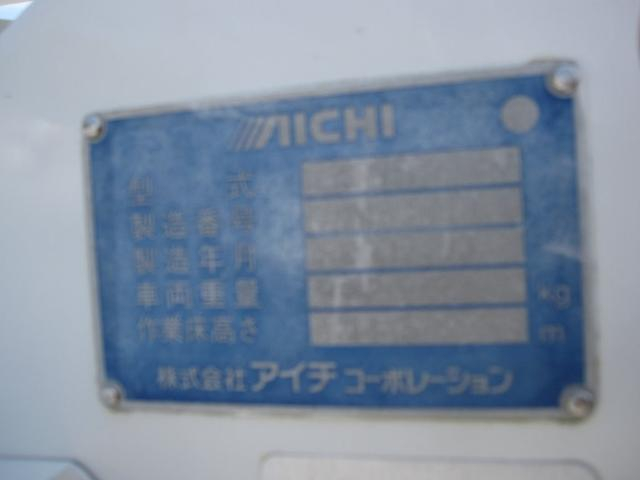 AICHI
型式
製造番号
製造年月
車両重量 kg
作業床高さ m
株式会社アイチコーポレーション